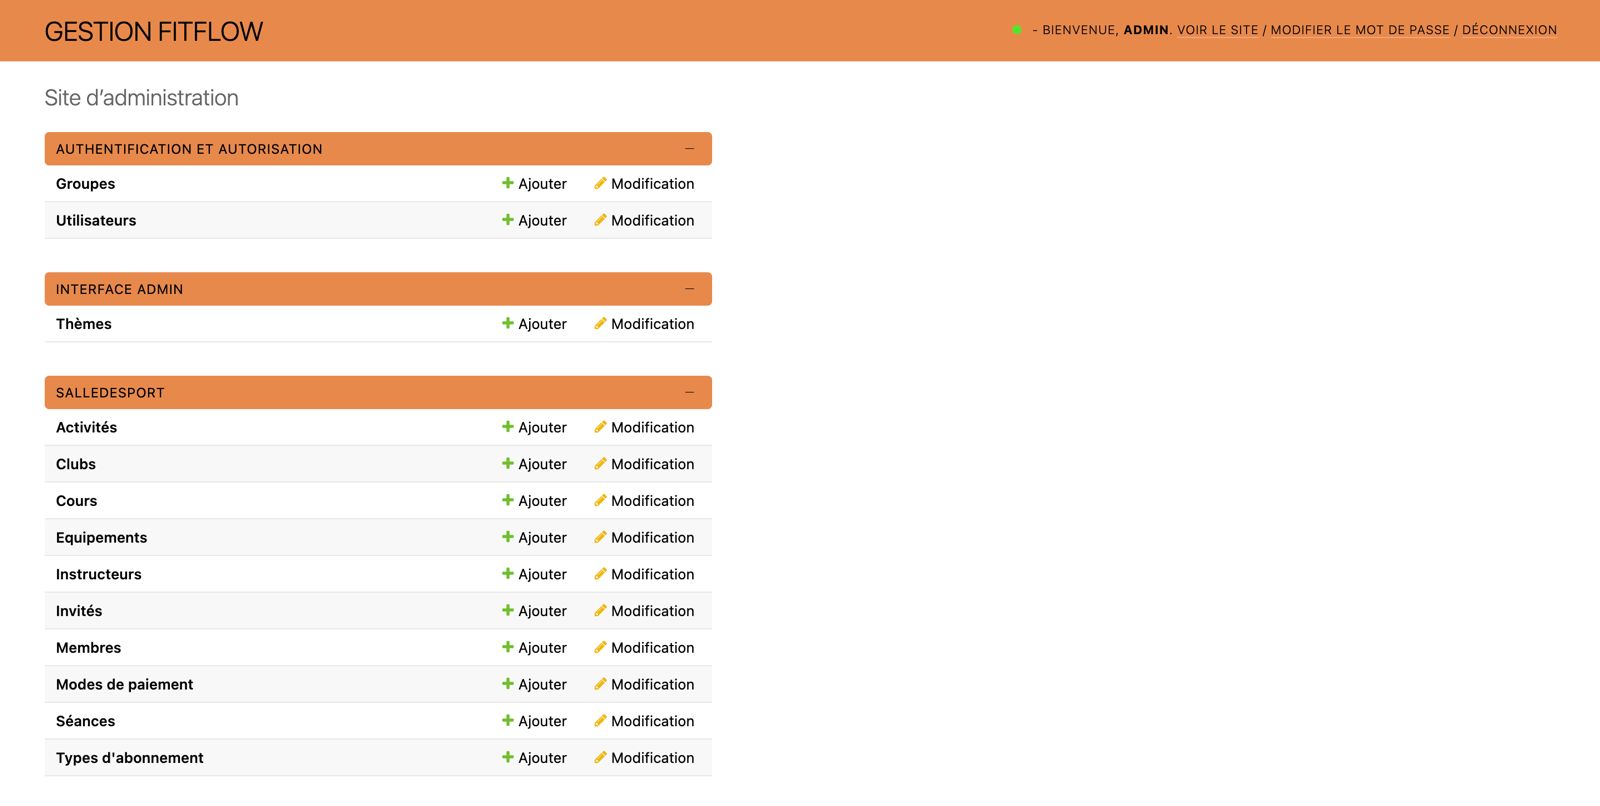 GESTION FITFLOW
- BIENVENUE, ADMIN. VOIR LE SITE / MODIFIER LE MOT DE PASSE / DÉCONNEXION
Site d’administration
AUTHENTIFICATION ET AUTORISATION –
Groupes Ajouter Modification
Utilisateurs Ajouter Modification
INTERFACE ADMIN –
Thèmes Ajouter Modification
SALLEDESPORT –
Activités Ajouter Modification
Clubs Ajouter Modification
Cours Ajouter Modification
Equipements Ajouter Modification
Instructeurs Ajouter Modification
Invités Ajouter Modification
Membres Ajouter Modification
Modes de paiement Ajouter Modification
Séances Ajouter Modification
Types d'abonnement Ajouter Modification